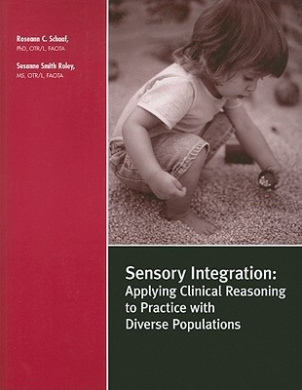 Roseann C. Schaaf,
PhD, OTR/L, FAOTA
Susanne Smith Roley,
MS, OTR/L, FAOTA
Sensory Integration:
Applying Clinical Reasoning
to Practice with
Diverse Populations